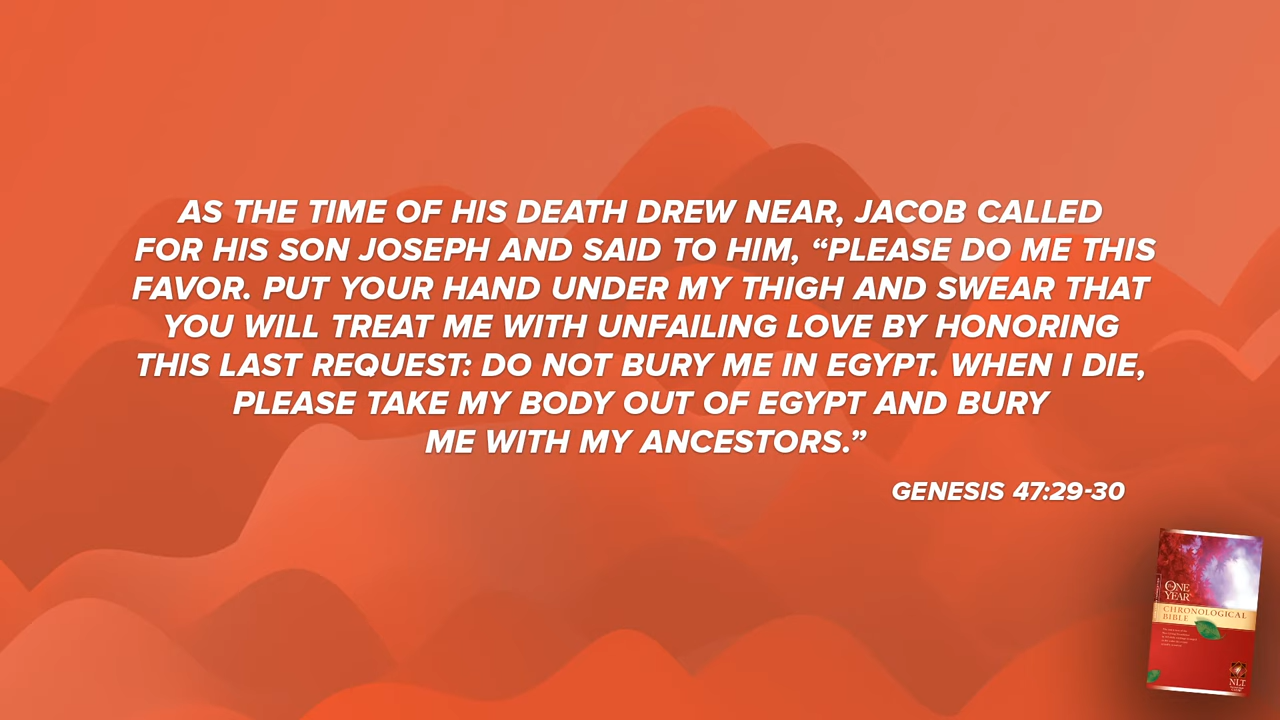 AS THE TIME OF HIS DEATH DREW NEAR, JACOB CALLED
FOR HIS SON JOSEPH AND SAID TO HIM, “PLEASE DO ME THIS
FAVOR. PUT YOUR HAND UNDER MY THIGH AND SWEAR THAT
YOU WILL TREAT ME WITH UNFAILING LOVE BY HONORING
THIS LAST REQUEST: DO NOT BURY ME IN EGYPT. WHEN I DIE,
PLEASE TAKE MY BODY OUT OF EGYPT AND BURY
ME WITH MY ANCESTORS.”
GENESIS 47:29-30
ONE
YEAR
CHRONOLOGICAL
BIBLE
NLT